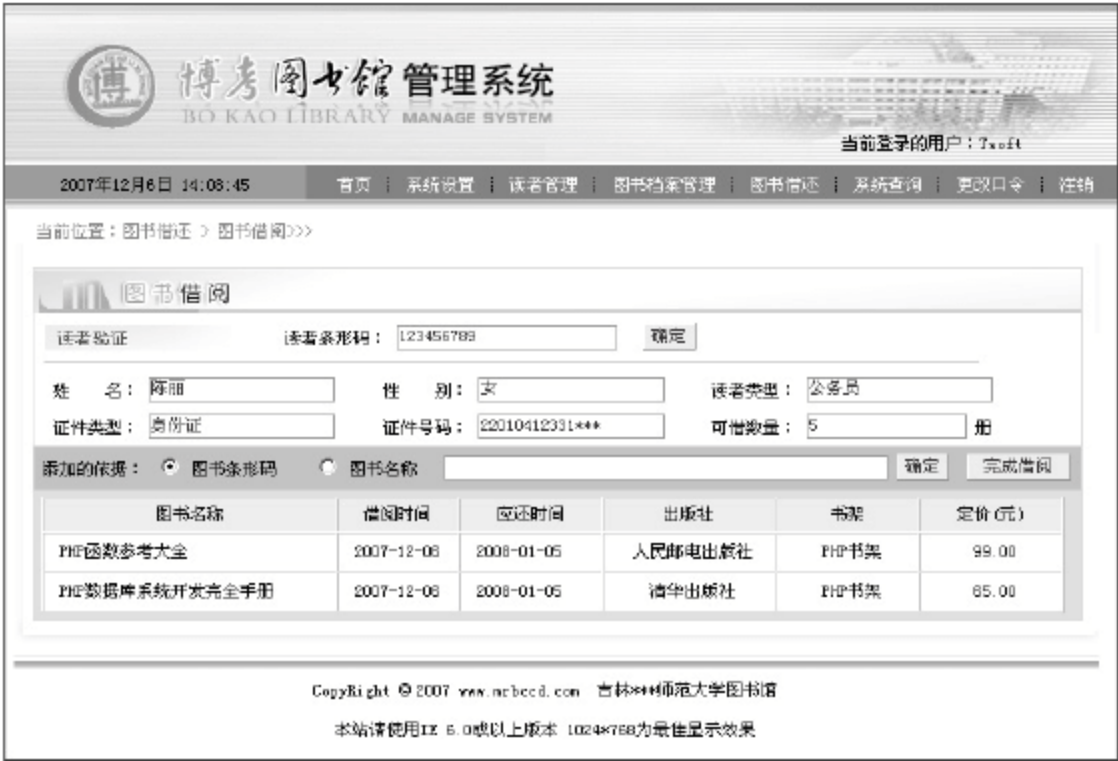 博考图书馆管理系统
BO KAO LIBRARY MANAGE SYSTEM
当前登录的用户：Tsoft
2007年12月6日 14:08:45 首页 系统设置 读者管理 图书档案管理 图书借还 系统查询 更改口令 注销
当前位置：图书借还 > 图书借阅>>>
图书借阅
读者验证 读者条形码： 123456789 确定
姓 名： 陈丽 性 别： 女 读者类型： 公务员
证件类型： 身份证 证件号码： 22010412331*** 可借数量： 5 册
添加的依据： 图书条形码 图书名称 确定 完成借阅
图书名称 借阅时间 应还时间 出版社 书架 定价(元)
PHP函数参考大全 2007-12-06 2008-01-05 人民邮电出版社 PHP书架 99.00
PHP数据库系统开发完全手册 2007-12-06 2008-01-05 清华出版社 PHP书架 65.00
CopyRight © 2007 www.mrbccd.com 吉林***师范大学图书馆
本站请使用IE 6.0或以上版本 1024*768为最佳显示效果